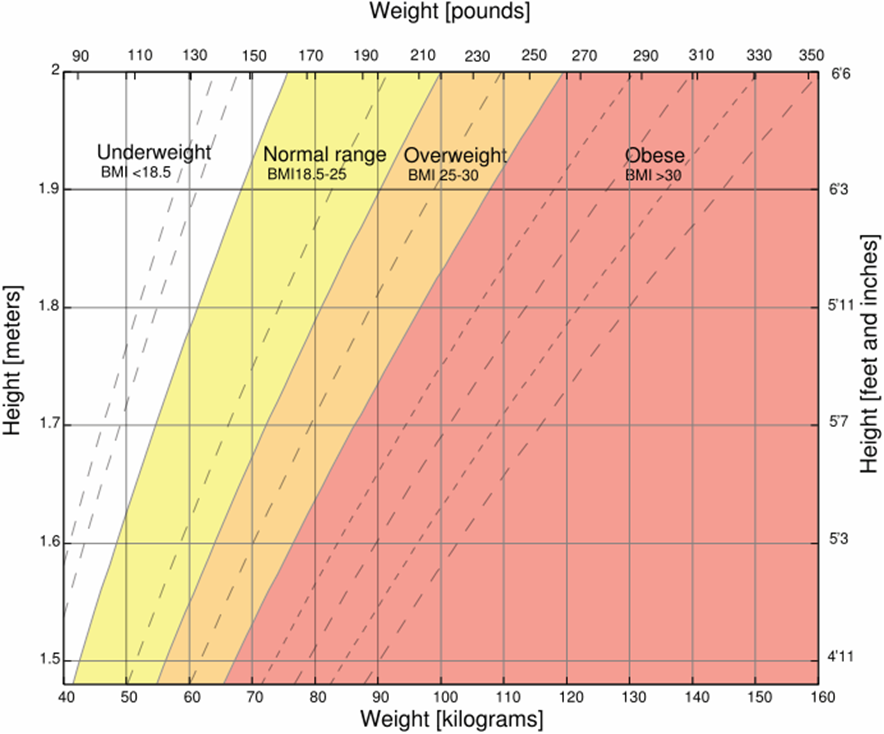 Weight [pounds]
90 110 130 150 170 190 210 230 250 270 290 310 330 350
2 6'6
Underweight Normal range Overweight Obese
BMI <18.5 BMI18.5-25 BMI 25-30 BMI >30
1.9 6'3
Height [meters]
Height [feet and inches]
1.8 5'11
1.7 5'7
1.6 5'3
1.5 4'11
40 50 60 70 80 90 100 110 120 130 140 150 160
Weight [kilograms]